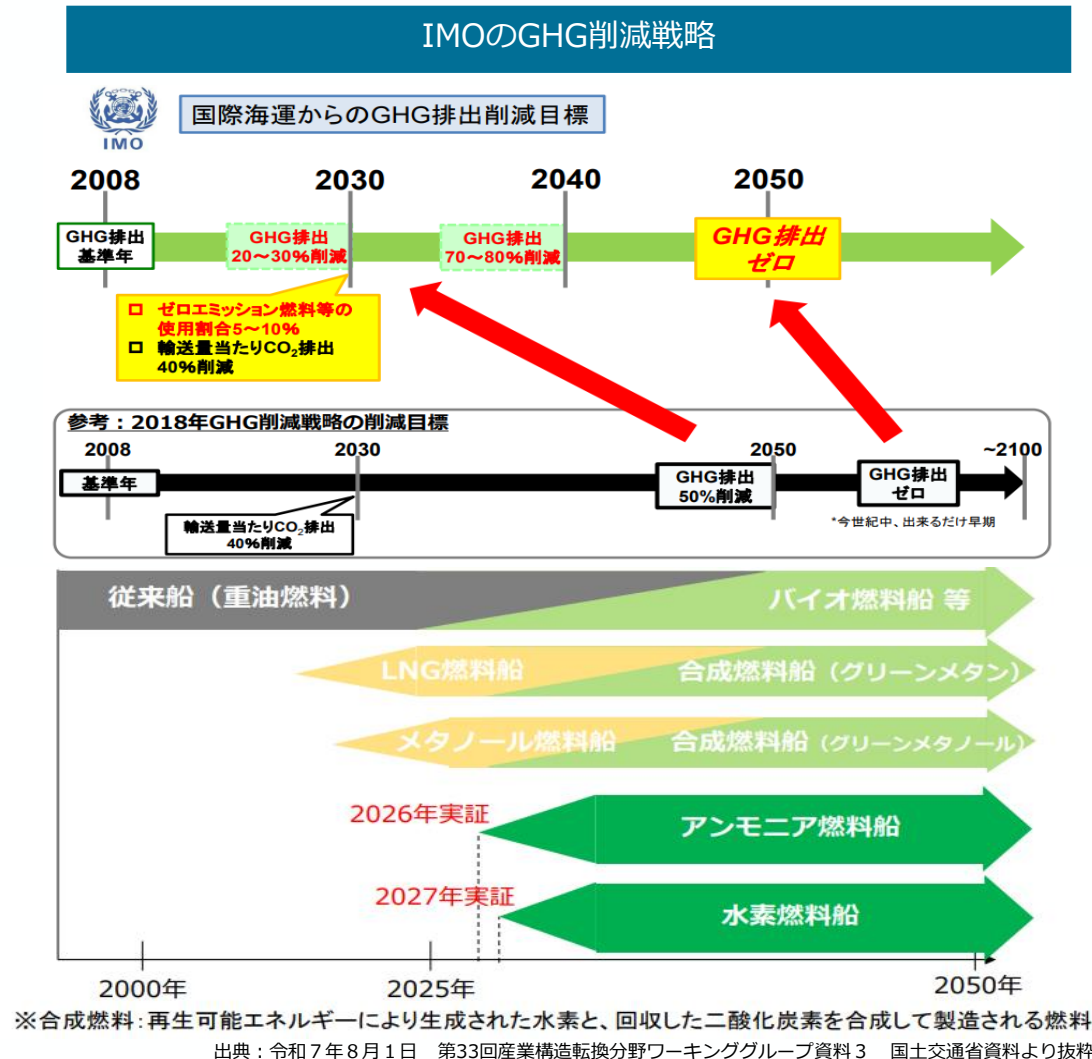 IMOのGHG削減戦略
IMO
国際海運からのGHG排出削減目標
2008
2030
2040
2050
GHG排出
基準年
GHG排出
20～30%削減
GHG排出
70～80%削減
GHG排出
ゼロ
ロ ゼロエミッション燃料等の
使用割合5～10%
ロ 輸送量当たりCO₂排出
40%削減
参考：2018年GHG削減戦略の削減目標
2008
2030
2050
~2100
基準年
GHG排出
50%削減
GHG排出
ゼロ
輸送量当たりCO₂排出
40%削減
*今世紀中、出来るだけ早期
従来船（重油燃料）
バイオ燃料船 等
LNG燃料船
合成燃料船（グリーンメタン）
メタノール燃料船
合成燃料船（グリーンメタノール）
2026年実証
アンモニア燃料船
2027年実証
水素燃料船
2000年
2025年
2050年
※合成燃料：再生可能エネルギーにより生成された水素と、回収した二酸化炭素を合成して製造される燃料
出典：令和７年８月１日　第33回産業構造転換分野ワーキンググループ資料３　国土交通省資料より抜粋